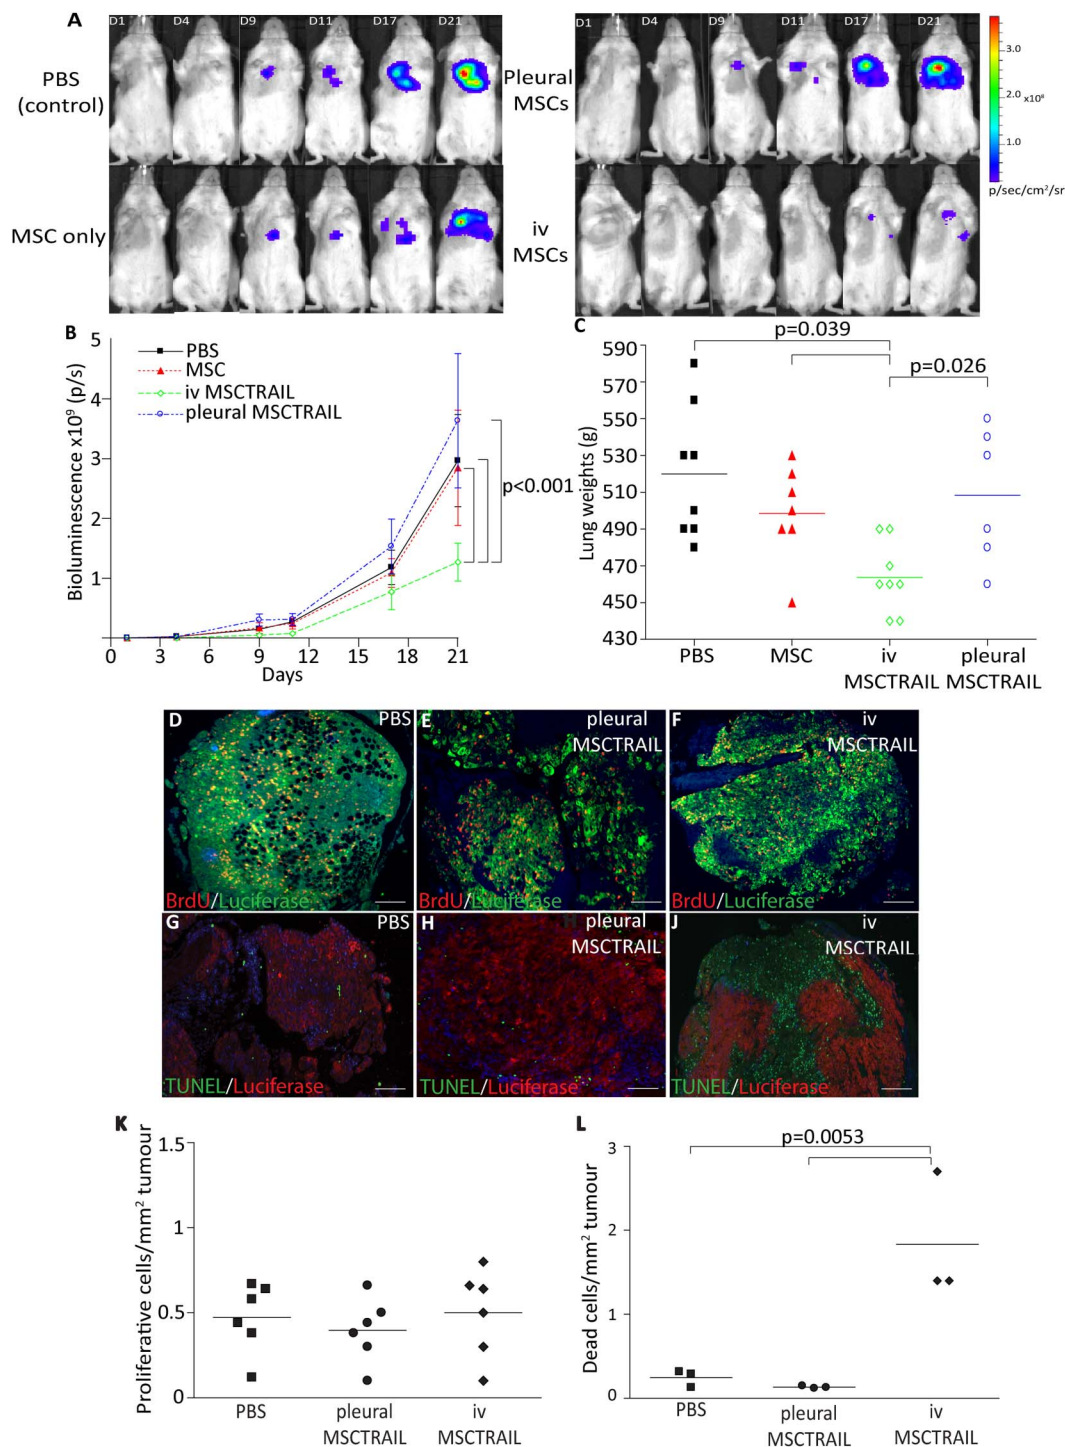 A
D1 D4 D9 D11 D17 D21
PBS
(control)
D1 D4 D9 D11 D17 D21
Pleural
MSCs
3.0
2.0 x10⁸
1.0
p/sec/cm²/sr
MSC only
iv
MSCs
B
5
4
3
2
1
Bioluminescence x10⁹ (p/s)
PBS
MSC
iv MSCTRAIL
pleural MSCTRAIL
p<0.001
0 3 6 9 12 15 18 21
Days
C
p=0.039
p=0.026
590
570
550
530
510
490
470
450
430
Lung weights (g)
PBS MSC iv pleural
MSCTRAIL MSCTRAIL
D PBS
BrdU/Luciferase
E pleural
MSCTRAIL
BrdU/Luciferase
F iv
MSCTRAIL
BrdU/Luciferase
G PBS
TUNEL/Luciferase
H H pleural
MSCTRAIL
TUNEL/Luciferase
J iv
MSCTRAIL
TUNEL/Luciferase
K
1.5
1
0.5
0
Proliferative cells/mm² tumour
PBS pleural iv
MSCTRAIL MSCTRAIL
L
p=0.0053
3
2
1
0
Dead cells/mm² tumour
PBS pleural iv
MSCTRAIL MSCTRAIL